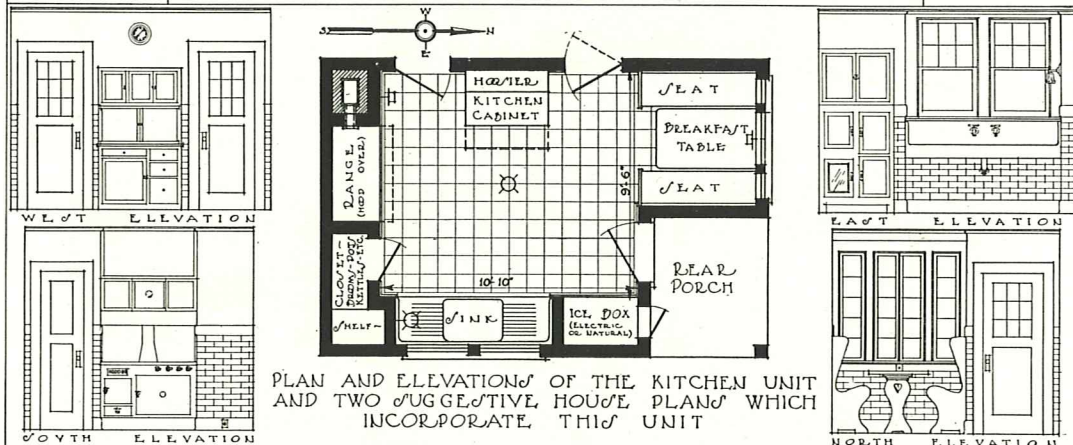 WEST ELEVATION
SOUTH ELEVATION
W
S
N
E
HOOSIER
KITCHEN
CABINET
SEAT
BREAKFAST
TABLE
SEAT
RANGE
(HOOD OVER)
9'-6"
10'-10"
CLOSET~
BROOMS-POTS
KETTLES-ETC.
SHELF~
SINK
ICE BOX
(ELECTRIC
OR NATURAL)
REAR
PORCH
PLAN AND ELEVATIONS OF THE KITCHEN UNIT
AND TWO SUGGESTIVE HOUSE PLANS WHICH
INCORPORATE THIS UNIT
EAST ELEVATION
NORTH ELEVATION